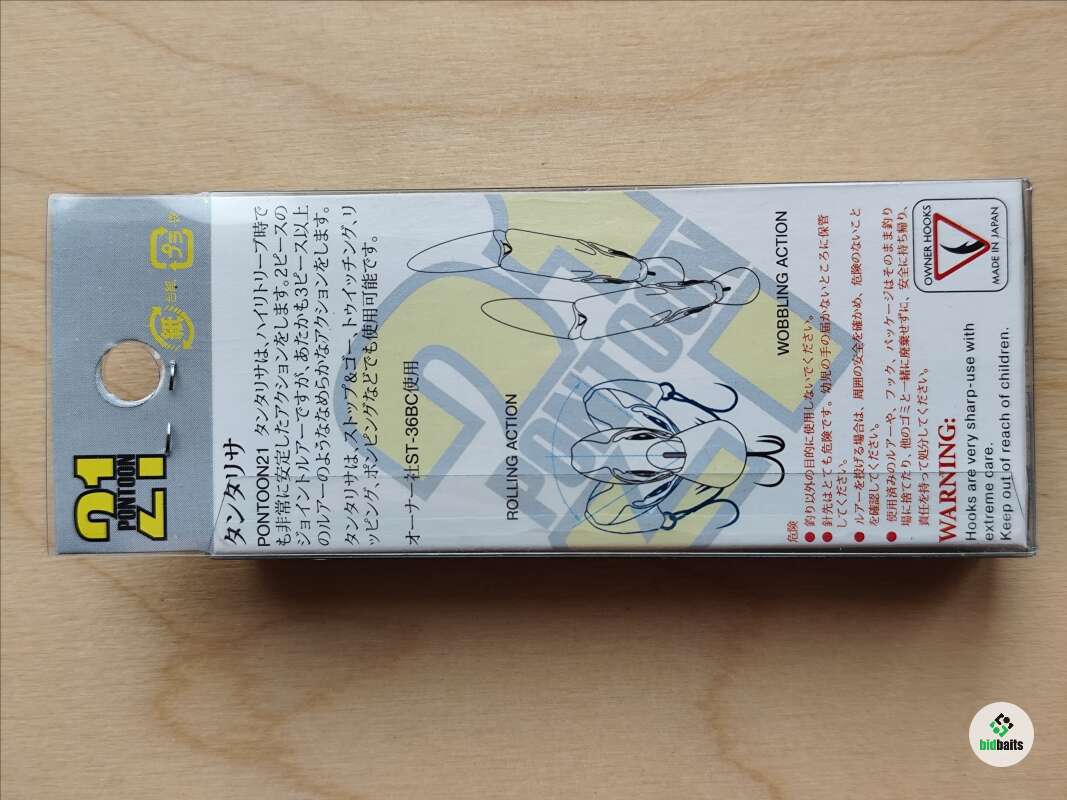 21
PONTOON
紙
台紙
プラ
袋
タンタリサ
PONTOON21 タンタリサは、ハイリトリーブ時で
も非常に安定したアクションをします。2ピースの
ジョイントルアーですが、あたかも3ピース以上
のルアーのようななめらかなアクションをします。
タンタリサは、ストップ&ゴー、トゥイッチング、リ
ッピング、ポンピングなどでも使用可能です。
オーナー社ST-36BC使用
ROLLING ACTION
WOBBLING ACTION
21
PONTOON
危険
●釣り以外の目的に使用しないでください。
●針先はとても危険です。幼児の手の届かないところに保管
してください。
●ルアーを投げる場合は、周囲の安全を確かめ、危険のないこと
を確認してください。
●使用済みのルアーや、フック、パッケージはそのまま釣り
場に捨てたり、他のゴミと一緒に廃棄せずに、安全に持ち帰り、
責任を持って処分してください。
WARNING:
Hooks are very sharp-use with
extreme care.
Keep out of reach of children.
OWNER HOOKS
MADE IN JAPAN
bidbaits